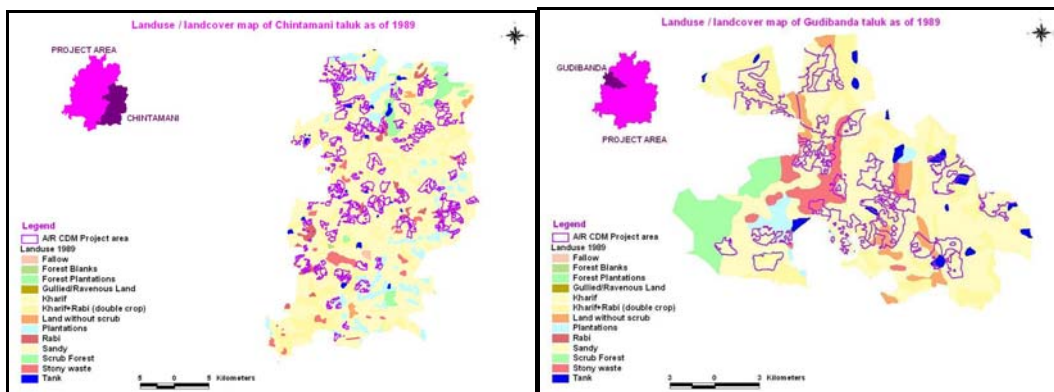 Landuse / landcover map of Chintamani taluk as of 1989
PROJECT AREA
CHINTAMANI
Legend
A/R CDM Project area
Landuse 1989
Fallow
Forest Blanks
Forest Plantations
Gullied/Ravenous Land
Kharif
Kharif+Rabi (double crop)
Land without scrub
Plantations
Rabi
Sandy
Scrub Forest
Stony waste
Tank
5 0 5 Kilometers
Landuse / landcover map of Gudibanda taluk as of 1989
GUDIBANDA
PROJECT AREA
Legend
A/R CDM Project area
Landuse 1989
Fallow
Forest Blanks
Forest Plantations
Gullied/Ravenous Land
Kharif
Kharif+Rabi (double crop)
Land without scrub
Plantations
Rabi
Sandy
Scrub Forest
Stony waste
Tank
3 0 3 Kilometers